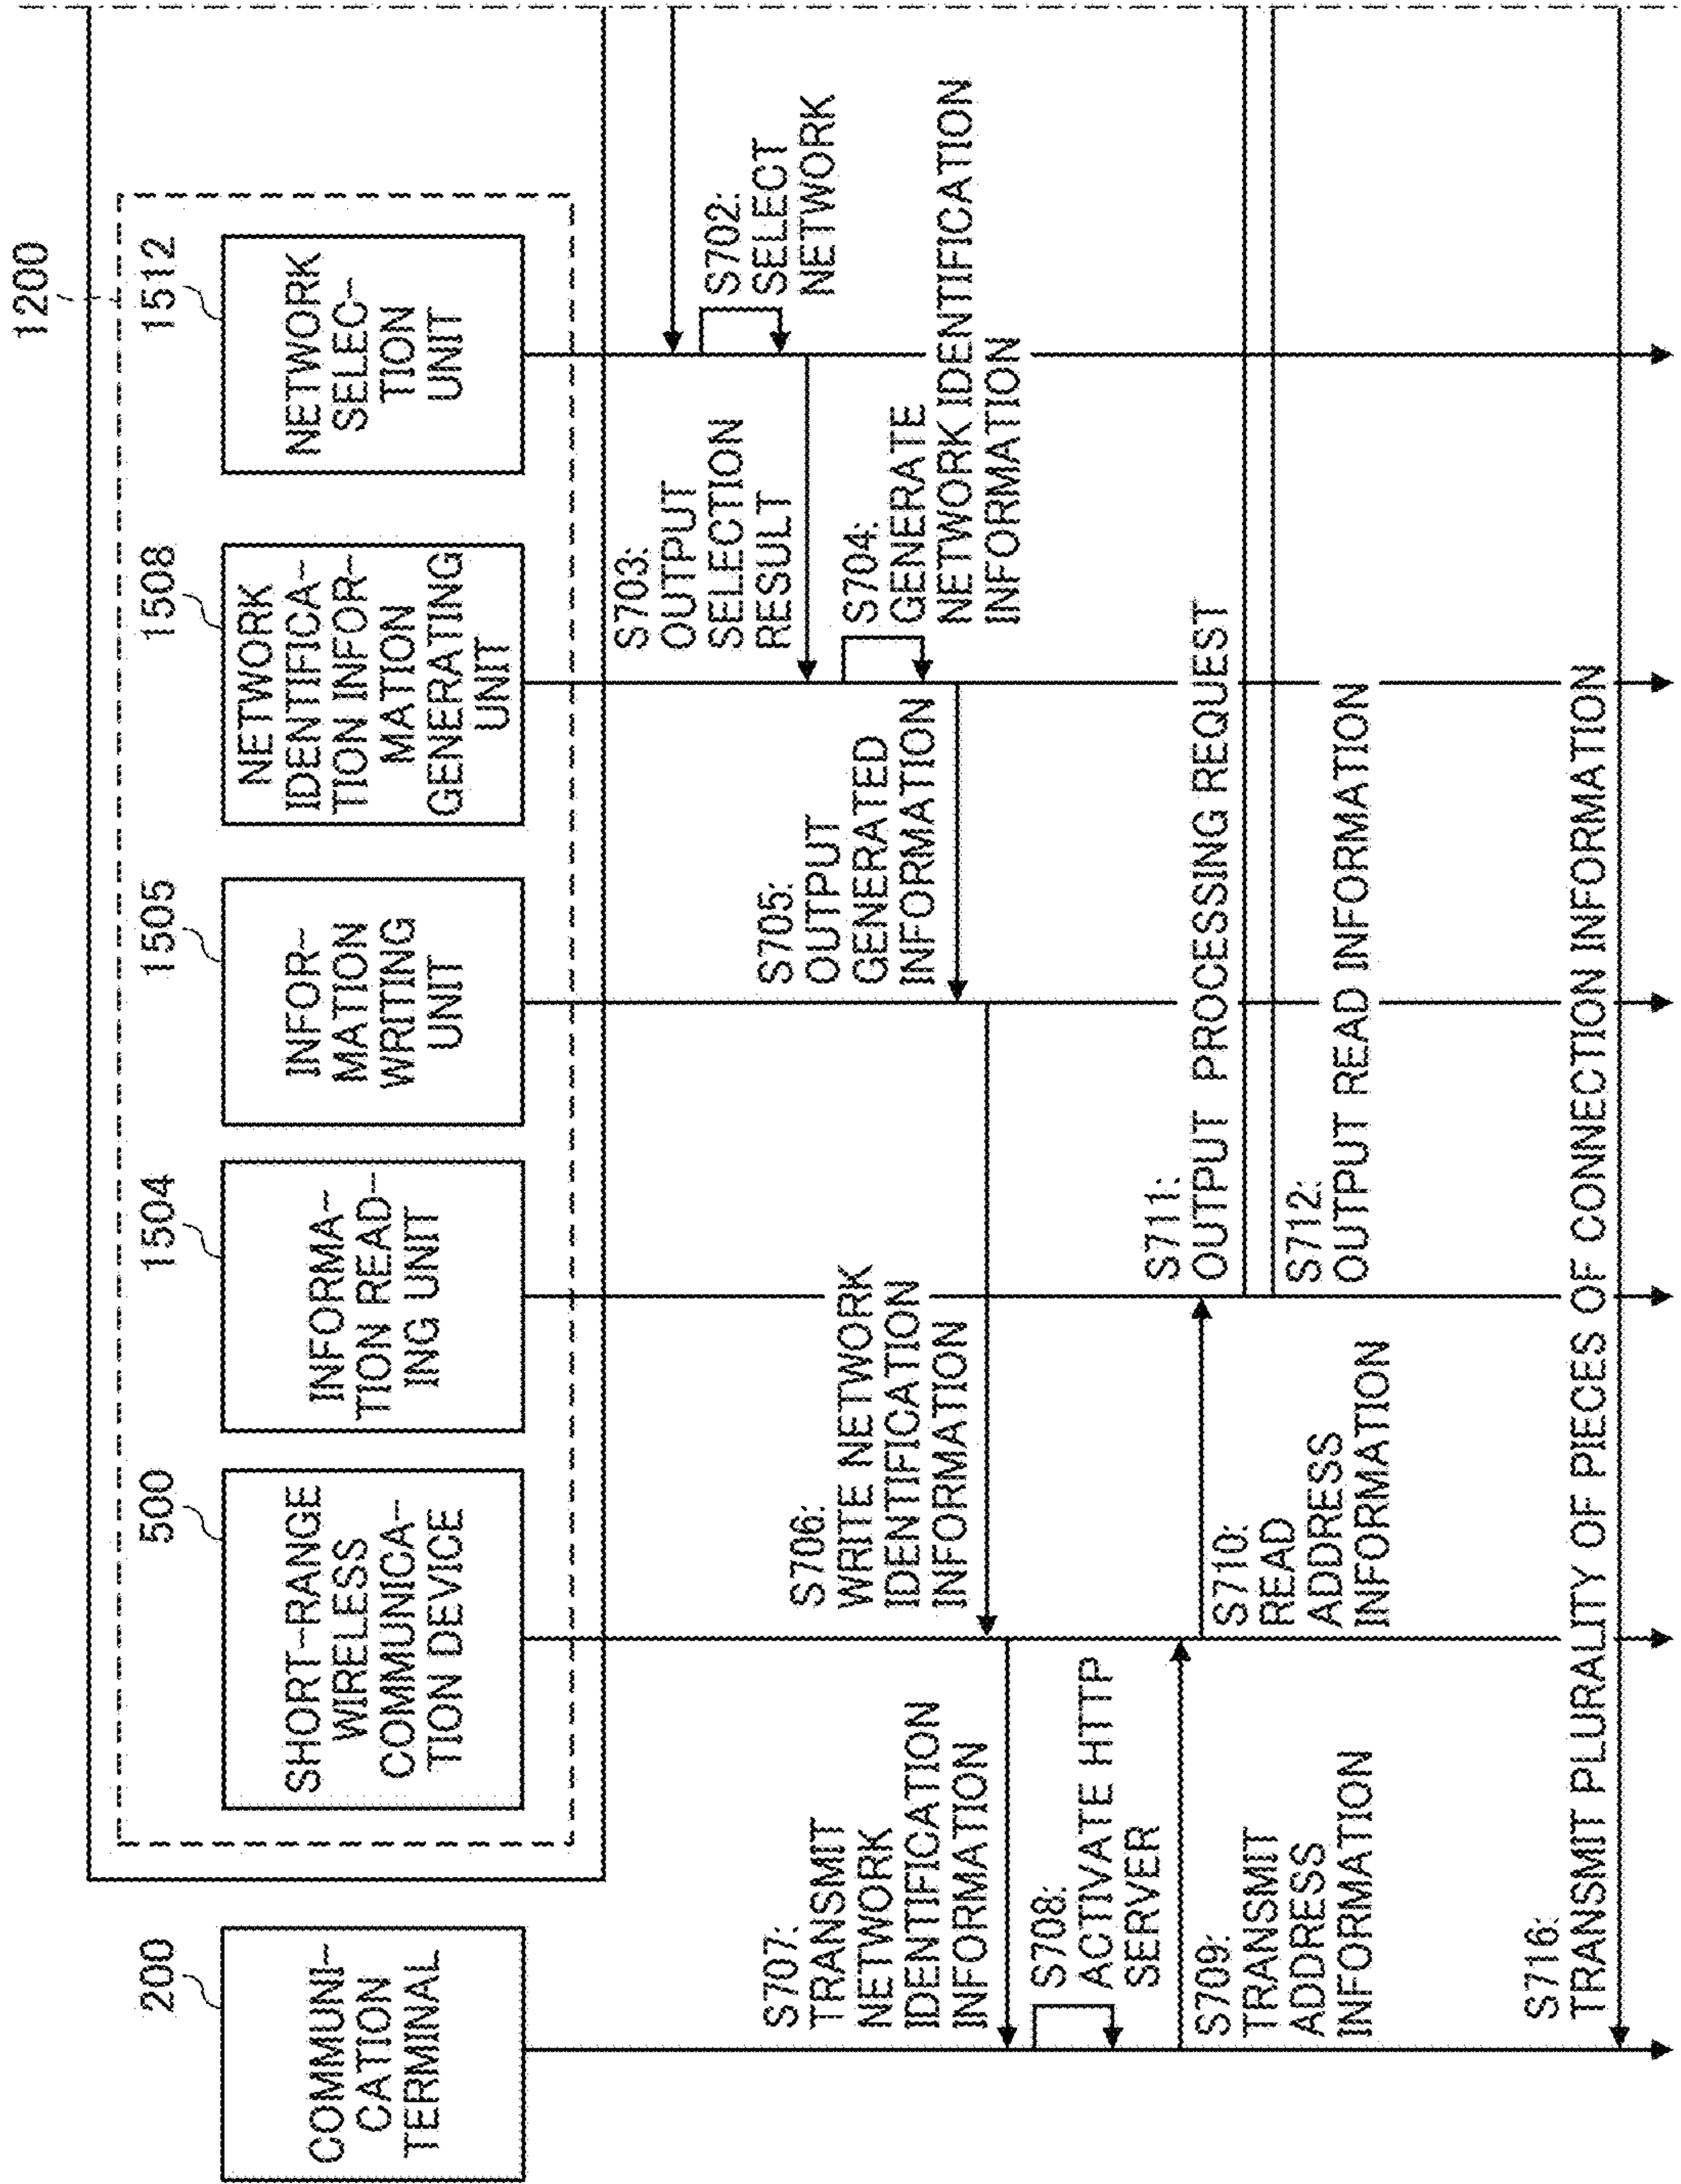 1200
200
COMMUNI-
CATION
TERMINAL
500
SHORT-RANGE
WIRELESS
COMMUNICA-
TION DEVICE
1504
INFORMA-
TION READ-
ING UNIT
1505
INFOR-
MATION
WRITING
UNIT
1508
NETWORK
IDENTIFICA-
TION INFOR-
MATION
GENERATING
UNIT
1512
NETWORK
SELEC-
TION
UNIT
S702:
SELECT
NETWORK
S703:
OUTPUT
SELECTION
RESULT
S704:
GENERATE
NETWORK IDENTIFICATION
INFORMATION
S705:
OUTPUT
GENERATED
INFORMATION
S706:
WRITE NETWORK
IDENTIFICATION
INFORMATION
S707:
TRANSMIT
NETWORK
IDENTIFICATION
INFORMATION
S708:
ACTIVATE HTTP
SERVER
S709:
TRANSMIT
ADDRESS
INFORMATION
S710:
READ
ADDRESS
INFORMATION
S711:
OUTPUT PROCESSING REQUEST
S712:
OUTPUT READ INFORMATION
S716:
TRANSMIT PLURALITY OF PIECES OF CONNECTION INFORMATION